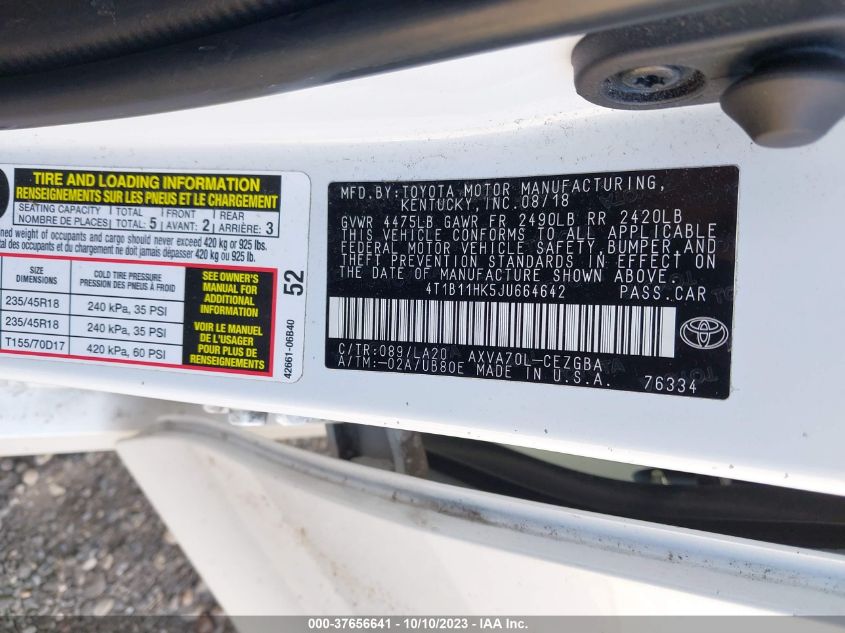 TIRE AND LOADING INFORMATION
RENSEIGNEMENTS SUR LES PNEUS ET LE CHARGEMENT
SEATING CAPACITY TOTAL FRONT REAR
NOMBRE DE PLACES: TOTAL 5 AVANT: 2 ARRIÈRE: 3
ned weight of occupants and cargo should never exceed 420 kg or 925 lbs.
total des occupants et du chargement ne doit jamais dépasser 420 kg ou 925 lb.
SIZE COLD TIRE PRESSURE
DIMENSIONS PRESSION DES PNEUS À FROID
235/45R18 240 kPa, 35 PSI
235/45R18 240 kPa, 35 PSI
T155/70D17 420 kPa, 60 PSI
SEE OWNER'S
MANUAL FOR
ADDITIONAL
INFORMATION
VOIR LE MANUEL
DE L'USAGER
POUR PLUS DE
RENSEIGNEMENTS
52
42661-06B40
MFD.BY:TOYOTA MOTOR MANUFACTURING,
KENTUCKY, INC.08/18
GVWR 4475LB GAWR FR 2490LB RR 2420LB
THIS VEHICLE CONFORMS TO ALL APPLICABLE
FEDERAL MOTOR VEHICLE SAFETY, BUMPER, AND
THEFT PREVENTION STANDARDS IN EFFECT ON
THE DATE OF MANUFACTURE SHOWN ABOVE.
4T1B11HK5JU664642 PASS.CAR
C/TR:089/LA20 AXVA70L-CEZGBA
A/TM:-02A/UB80E MADE IN U.S.A. 76334
000-37656641 - 10/10/2023 - IAA Inc.